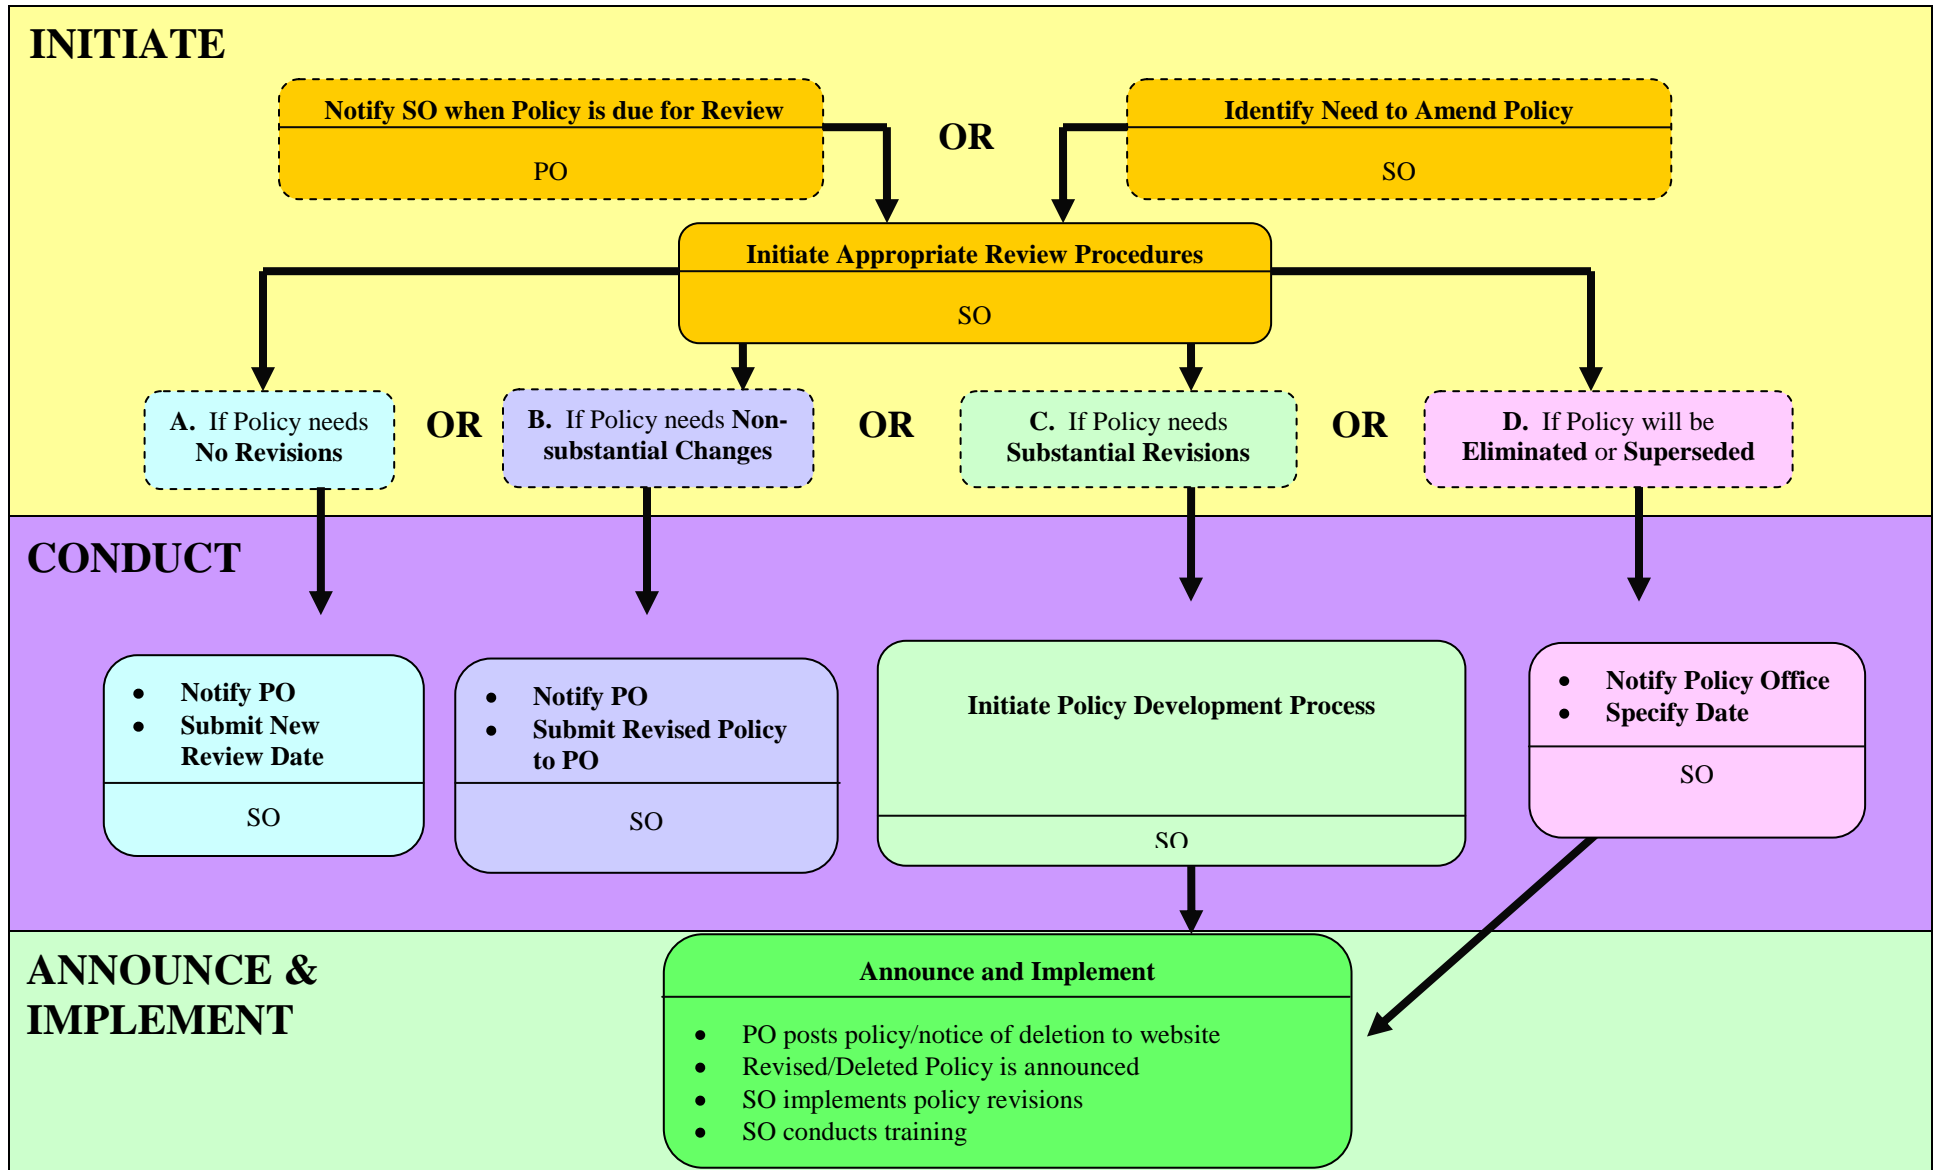 INITIATE
Notify SO when Policy is due for Review
PO
OR
Identify Need to Amend Policy
SO
Initiate Appropriate Review Procedures
SO
A. If Policy needs
No Revisions
OR
B. If Policy needs Non-
substantial Changes
OR
C. If Policy needs
Substantial Revisions
OR
D. If Policy will be
Eliminated or Superseded
CONDUCT
• Notify PO
• Submit New
Review Date
SO
• Notify PO
• Submit Revised Policy
to PO
SO
Initiate Policy Development Process
SO
• Notify Policy Office
• Specify Date
SO
ANNOUNCE &
IMPLEMENT
Announce and Implement
• PO posts policy/notice of deletion to website
• Revised/Deleted Policy is announced
• SO implements policy revisions
• SO conducts training